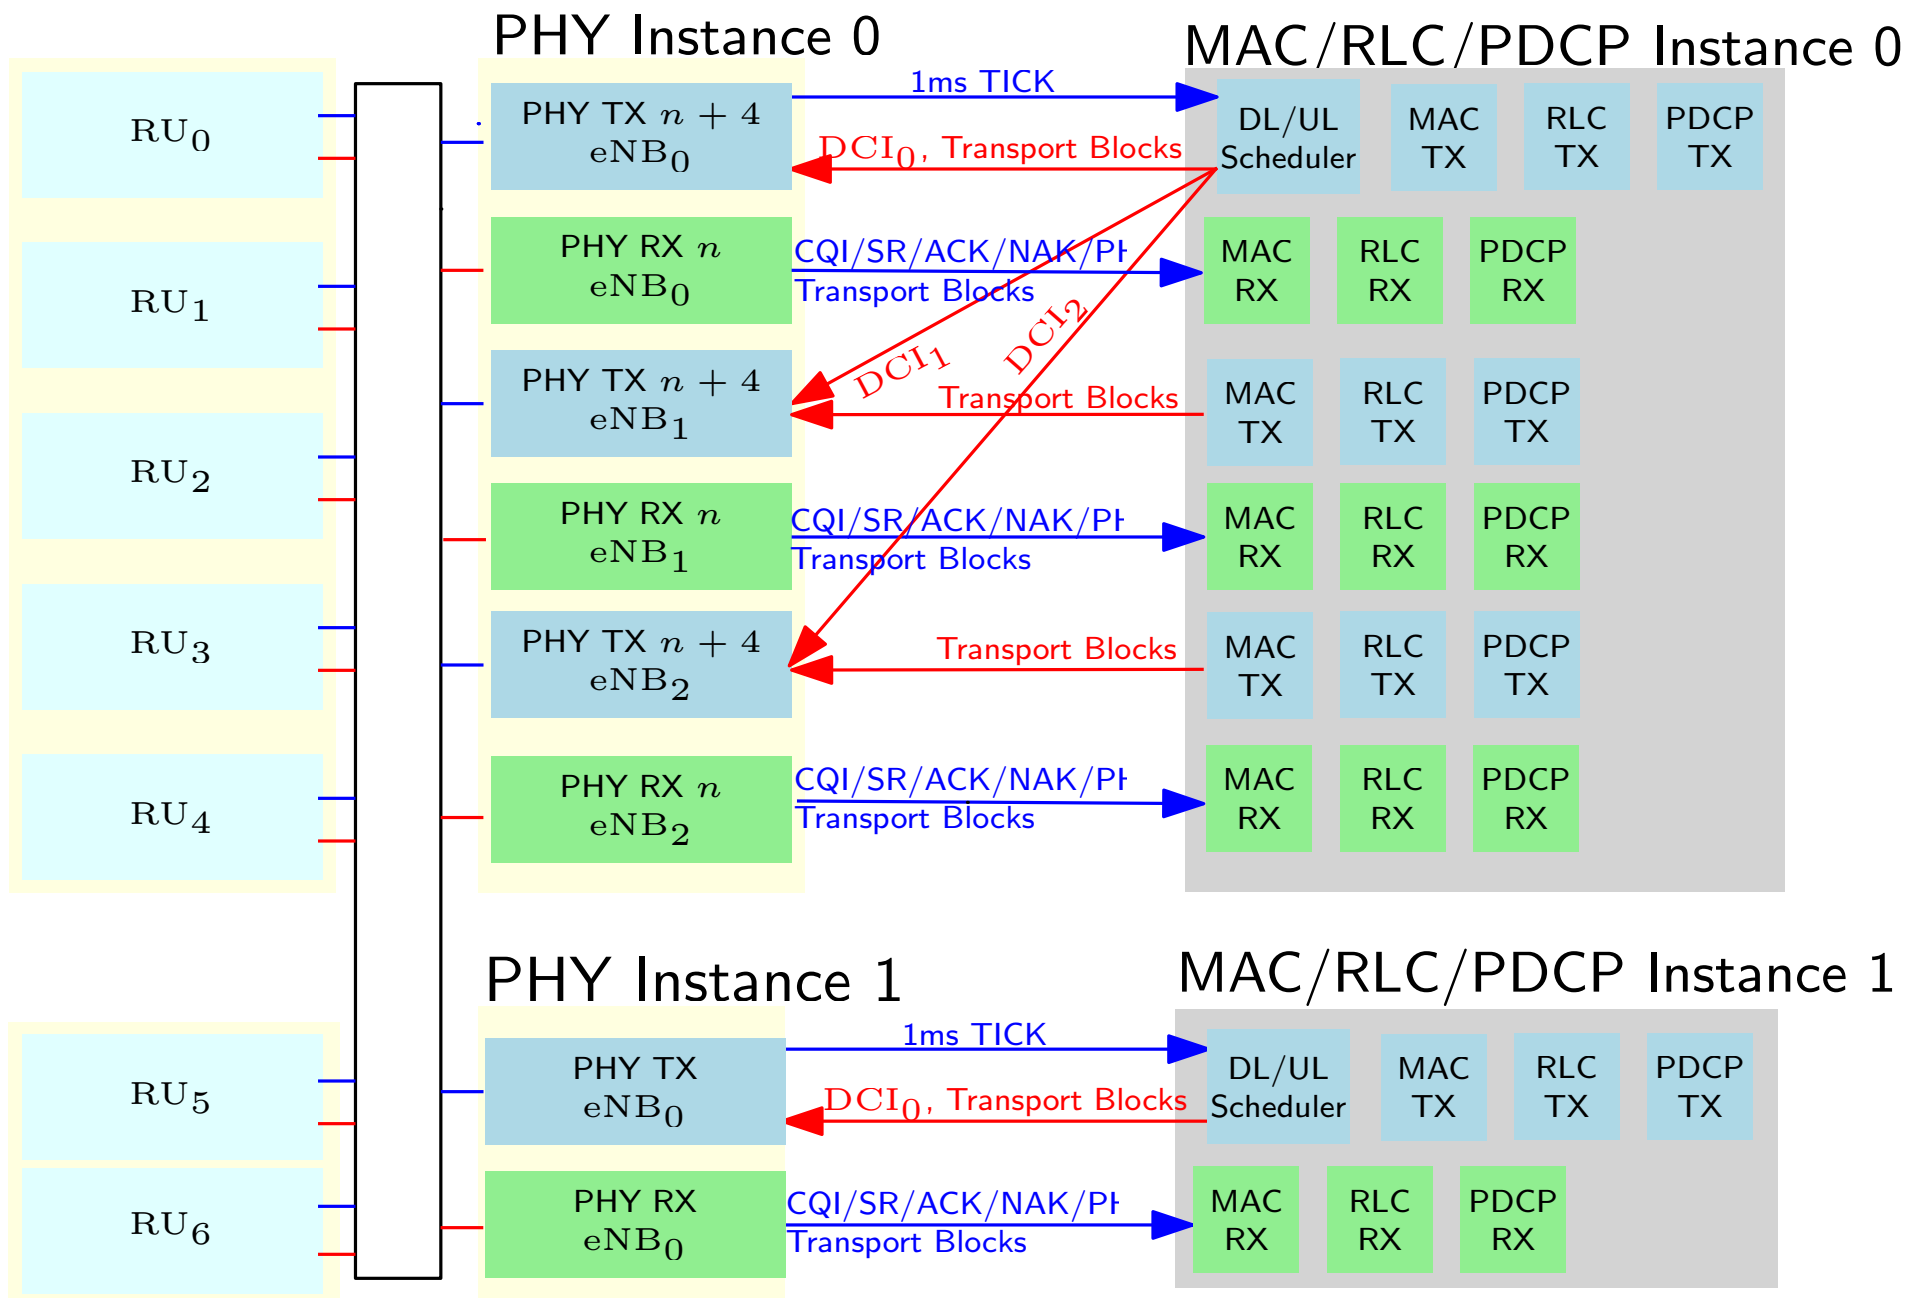 PHY Instance 0
MAC/RLC/PDCP Instance 0
RU0
RU1
RU2
RU3
RU4
PHY TX n + 4
eNB0
1ms TICK
DCI0, Transport Blocks
DL/UL
Scheduler
MAC
TX
RLC
TX
PDCP
TX
PHY RX n
eNB0
CQI/SR/ACK/NAK/PH
Transport Blocks
MAC
RX
RLC
RX
PDCP
RX
DCI1
DCI2
PHY TX n + 4
eNB1
Transport Blocks
MAC
TX
RLC
TX
PDCP
TX
PHY RX n
eNB1
CQI/SR/ACK/NAK/PH
Transport Blocks
MAC
RX
RLC
RX
PDCP
RX
PHY TX n + 4
eNB2
Transport Blocks
MAC
TX
RLC
TX
PDCP
TX
PHY RX n
eNB2
CQI/SR/ACK/NAK/PH
Transport Blocks
MAC
RX
RLC
RX
PDCP
RX
PHY Instance 1
MAC/RLC/PDCP Instance 1
RU5
RU6
PHY TX
eNB0
1ms TICK
DCI0, Transport Blocks
DL/UL
Scheduler
MAC
TX
RLC
TX
PDCP
TX
PHY RX
eNB0
CQI/SR/ACK/NAK/PH
Transport Blocks
MAC
RX
RLC
RX
PDCP
RX